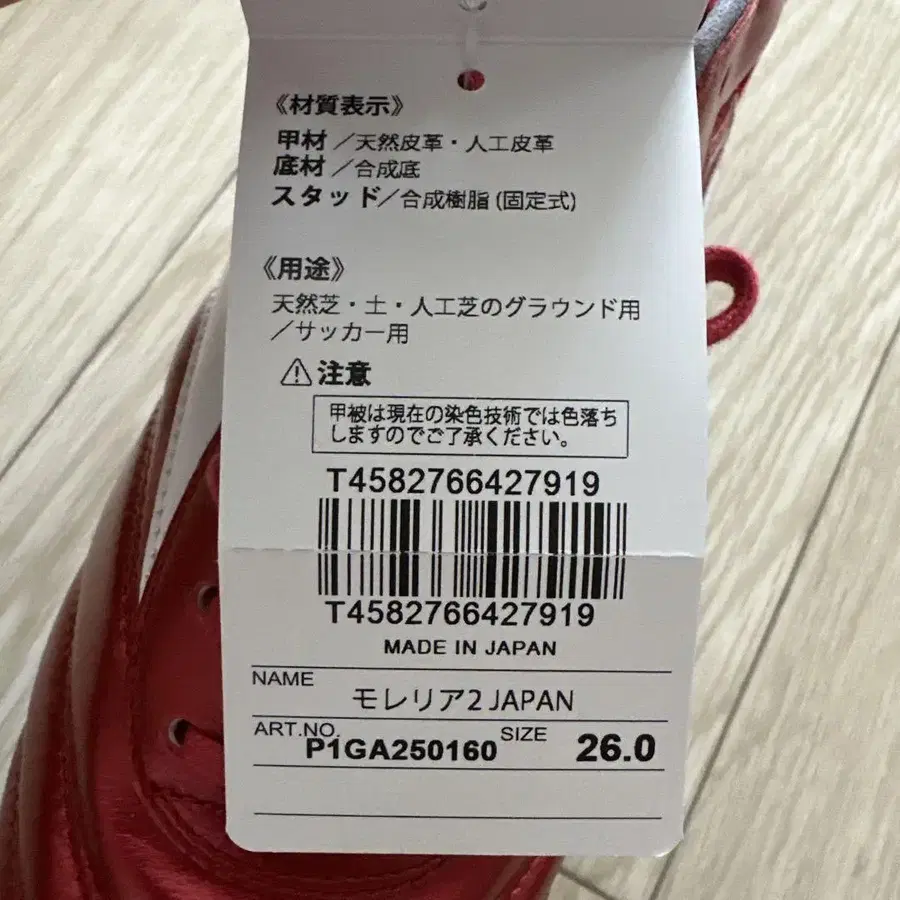 《材質表示》
甲材／天然皮革・人工皮革
底材／合成底
スタッド／合成樹脂(固定式)
《用途》
天然芝・土・人工芝のグラウンド用
／サッカー用
⚠注意
甲被は現在の染色技術では色落ち
しますのでご了承ください。
T4582766427919
T4582766427919
MADE IN JAPAN
NAME モレリア2 JAPAN
ART.NO. P1GA250160 SIZE 26.0